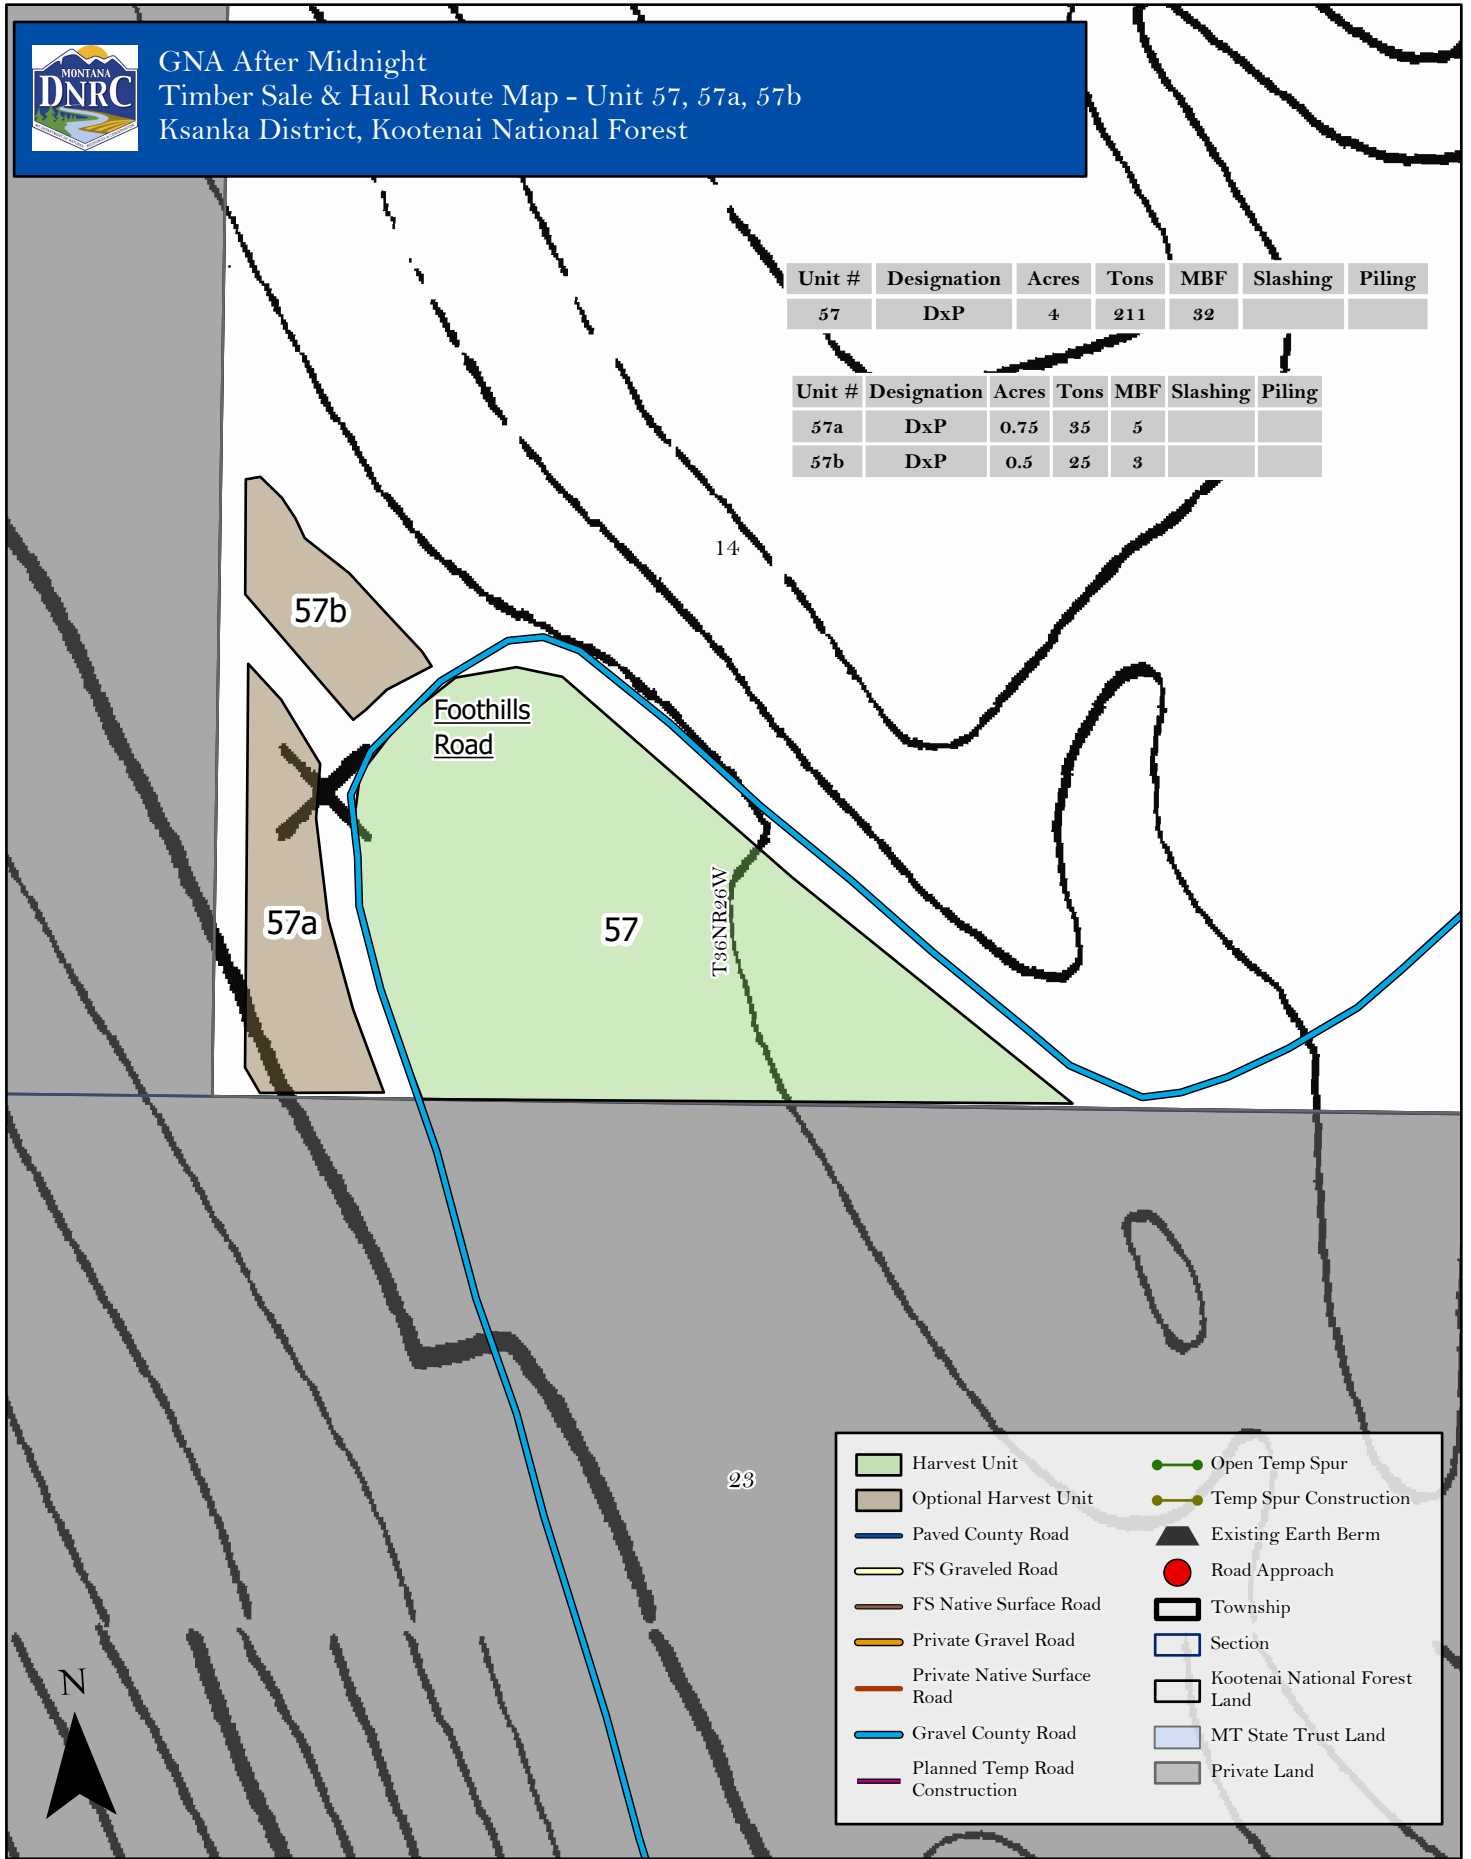 MONTANA
DNRC
GNA After Midnight
Timber Sale & Haul Route Map - Unit 57, 57a, 57b
Ksanka District, Kootenai National Forest
Unit # Designation Acres Tons MBF Slashing Piling
57 DxP 4 211 32
Unit # Designation Acres Tons MBF Slashing Piling
57a DxP 0.75 35 5
57b DxP 0.5 25 3
14
57b
Foothills
Road
57a
57
T36NR26W
23
N
Harvest Unit
Optional Harvest Unit
Paved County Road
FS Graveled Road
FS Native Surface Road
Private Gravel Road
Private Native Surface
Road
Gravel County Road
Planned Temp Road
Construction
Open Temp Spur
Temp Spur Construction
Existing Earth Berm
Road Approach
Township
Section
Kootenai National Forest
Land
MT State Trust Land
Private Land